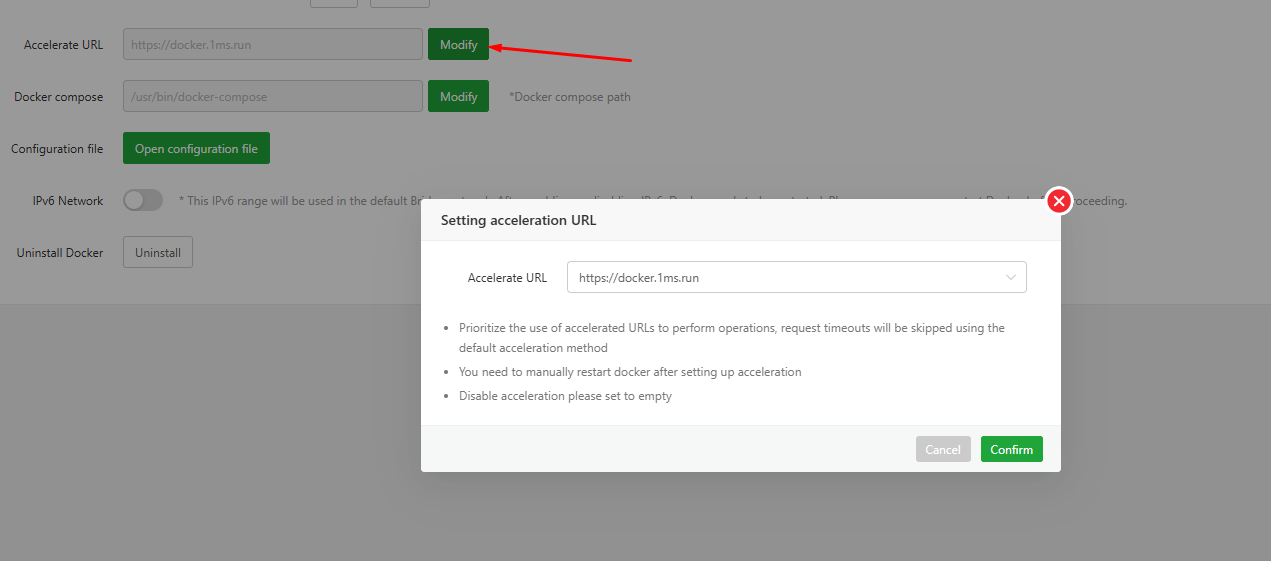 Accelerate URL
https://docker.1ms.run
Modify
Docker compose
/usr/bin/docker-compose
Modify
*Docker compose path
Configuration file
Open configuration file
IPv6 Network
* This IPv6 range will be used in the default
roceeding.
Uninstall Docker
Uninstall
Setting acceleration URL
Accelerate URL
https://docker.1ms.run
Prioritize the use of accelerated URLs to perform operations, request timeouts will be skipped using the
default acceleration method
You need to manually restart docker after setting up acceleration
Disable acceleration please set to empty
Cancel
Confirm